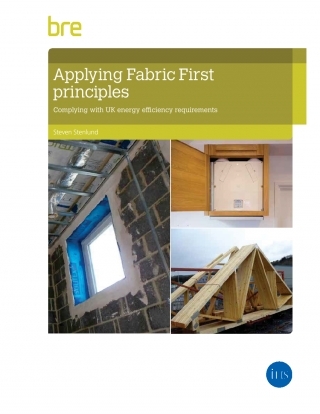 bre
Applying Fabric First
principles
Complying with UK energy efficiency requirements
Steven Stenlund
ihs